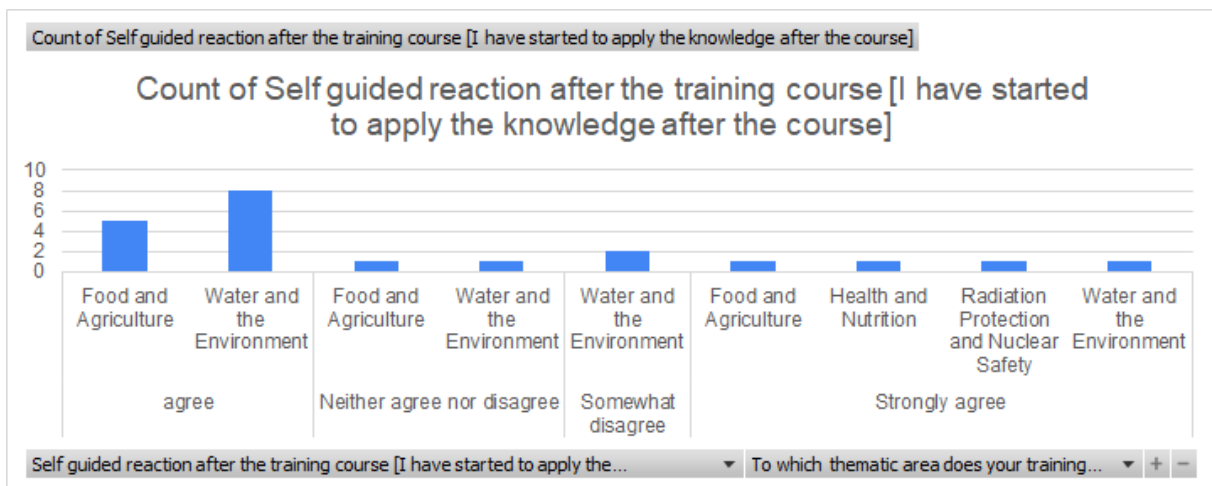 Count of Self guided reaction after the training course [I have started to apply the knowledge after the course]
Count of Self guided reaction after the training course [I have started
to apply the knowledge after the course]
10
8
6
4
2
0
Food and Agriculture
Water and the Environment
Food and Agriculture
Water and the Environment
Water and the Environment
Food and Agriculture
Health and Nutrition
Radiation Protection and Nuclear Safety
Water and the Environment
agree
Neither agree nor disagree
Somewhat disagree
Strongly agree
Self guided reaction after the training course [I have started to apply the...
To which thematic area does your training...
+ −